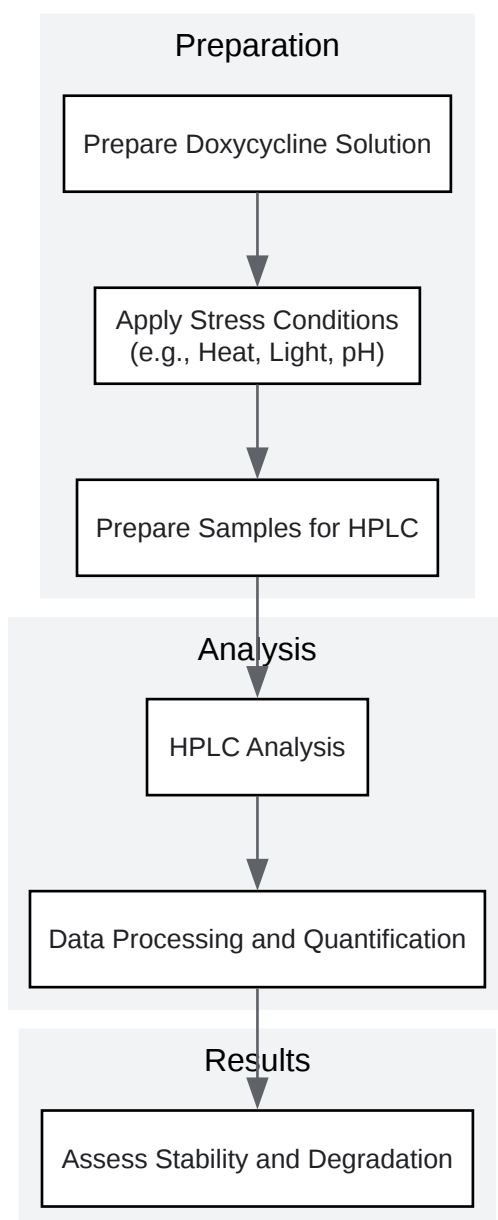 Preparation
Prepare Doxycycline Solution
Apply Stress Conditions
(e.g., Heat, Light, pH)
Prepare Samples for HPLC
Analysis
HPLC Analysis
Data Processing and Quantification
Results
Assess Stability and Degradation